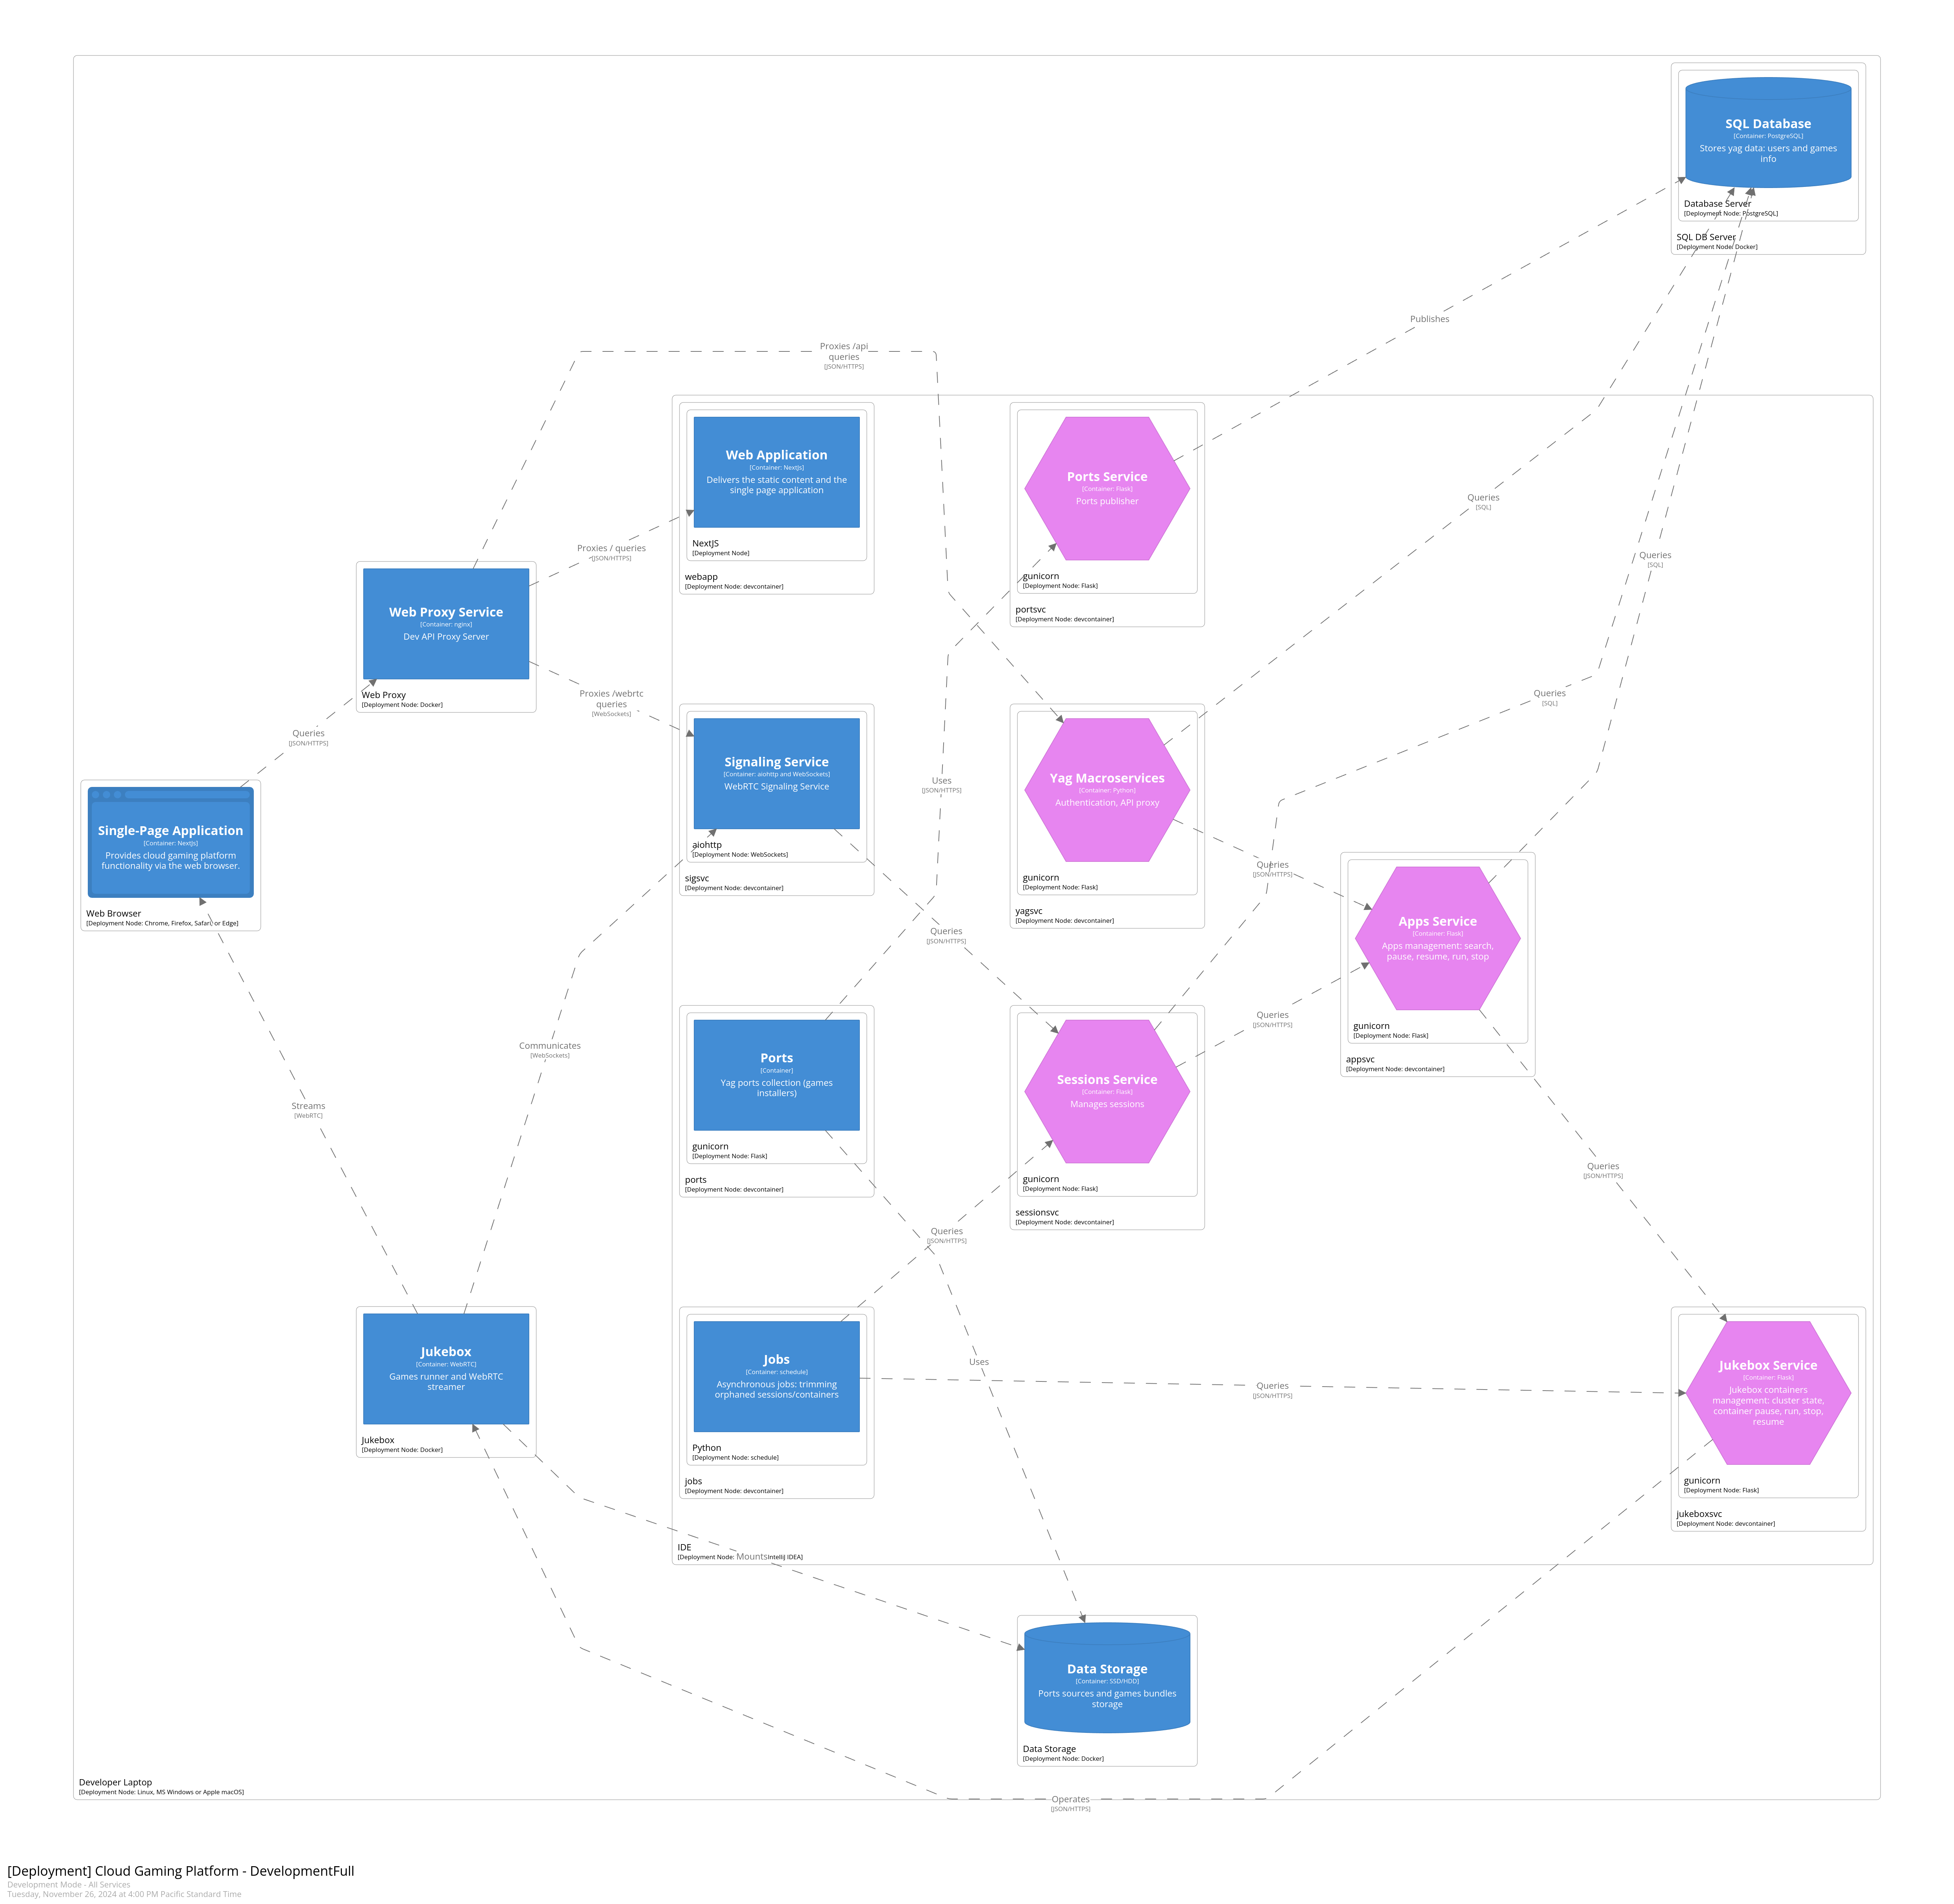 SQL Database
[Container: PostgreSQL]
Stores yag data: users and games
info
Database Server
[Deployment Node: PostgreSQL]
SQL DB Server
[Deployment Node: Docker]
Publishes
Proxies /api
queries
[JSON/HTTPS]
Web Application
[Container: NextJs]
Delivers the static content and the
single page application
NextJS
[Deployment Node]
webapp
[Deployment Node: devcontainer]
Ports Service
[Container: Flask]
Ports publisher
gunicorn
[Deployment Node: Flask]
portsvc
[Deployment Node: devcontainer]
Queries
[SQL]
Queries
[SQL]
Proxies / queries
[JSON/HTTPS]
Web Proxy Service
[Container: nginx]
Dev API Proxy Server
Web Proxy
[Deployment Node: Docker]
Proxies /webrtc
queries
[WebSockets]
Queries
[SQL]
Queries
[JSON/HTTPS]
Signaling Service
[Container: aiohttp and WebSockets]
WebRTC Signaling Service
aiohttp
[Deployment Node: WebSockets]
sigsvc
[Deployment Node: devcontainer]
Uses
[JSON/HTTPS]
Yag Macroservices
[Container: Python]
Authentication, API proxy
gunicorn
[Deployment Node: Flask]
yagsvc
[Deployment Node: devcontainer]
Single-Page Application
[Container: NextJs]
Provides cloud gaming platform
functionality via the web browser.
Web Browser
[Deployment Node: Chrome, Firefox, Safari, or Edge]
Queries
[JSON/HTTPS]
Apps Service
[Container: Flask]
Apps management: search,
pause, resume, run, stop
gunicorn
[Deployment Node: Flask]
appsvc
[Deployment Node: devcontainer]
Queries
[JSON/HTTPS]
Queries
[JSON/HTTPS]
Communicates
[WebSockets]
Ports
[Container]
Yag ports collection (games
installers)
gunicorn
[Deployment Node: Flask]
ports
[Deployment Node: devcontainer]
Sessions Service
[Container: Flask]
Manages sessions
gunicorn
[Deployment Node: Flask]
sessionsvc
[Deployment Node: devcontainer]
Streams
[WebRTC]
Queries
[JSON/HTTPS]
Queries
[JSON/HTTPS]
Jukebox
[Container: WebRTC]
Games runner and WebRTC
streamer
Jukebox
[Deployment Node: Docker]
Jobs
[Container: schedule]
Asynchronous jobs: trimming
orphaned sessions/containers
Python
[Deployment Node: schedule]
jobs
[Deployment Node: devcontainer]
Uses
Queries
[JSON/HTTPS]
Jukebox Service
[Container: Flask]
Jukebox containers
management: cluster state,
container pause, run, stop,
resume
gunicorn
[Deployment Node: Flask]
jukeboxsvc
[Deployment Node: devcontainer]
IDE
[Deployment Node: IntelliJ IDEA]
Mounts
Data Storage
[Container: SSD/HDD]
Ports sources and games bundles
storage
Data Storage
[Deployment Node: Docker]
Developer Laptop
[Deployment Node: Linux, MS Windows or Apple macOS]
Operates
[JSON/HTTPS]
[Deployment] Cloud Gaming Platform - DevelopmentFull
Development Mode - All Services
Tuesday, November 26, 2024 at 4:00 PM Pacific Standard Time